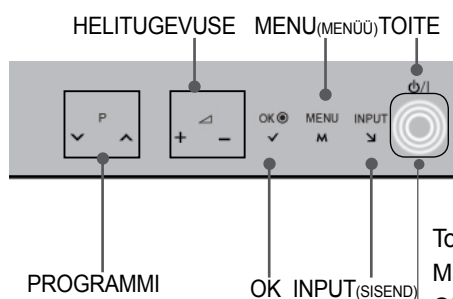 HELITUGEVUSE MENU(MENÜÜ)TOITE
⏻/I
P OK MENU INPUT
+ − M
PROGRAMMI OK INPUT(SISEND)